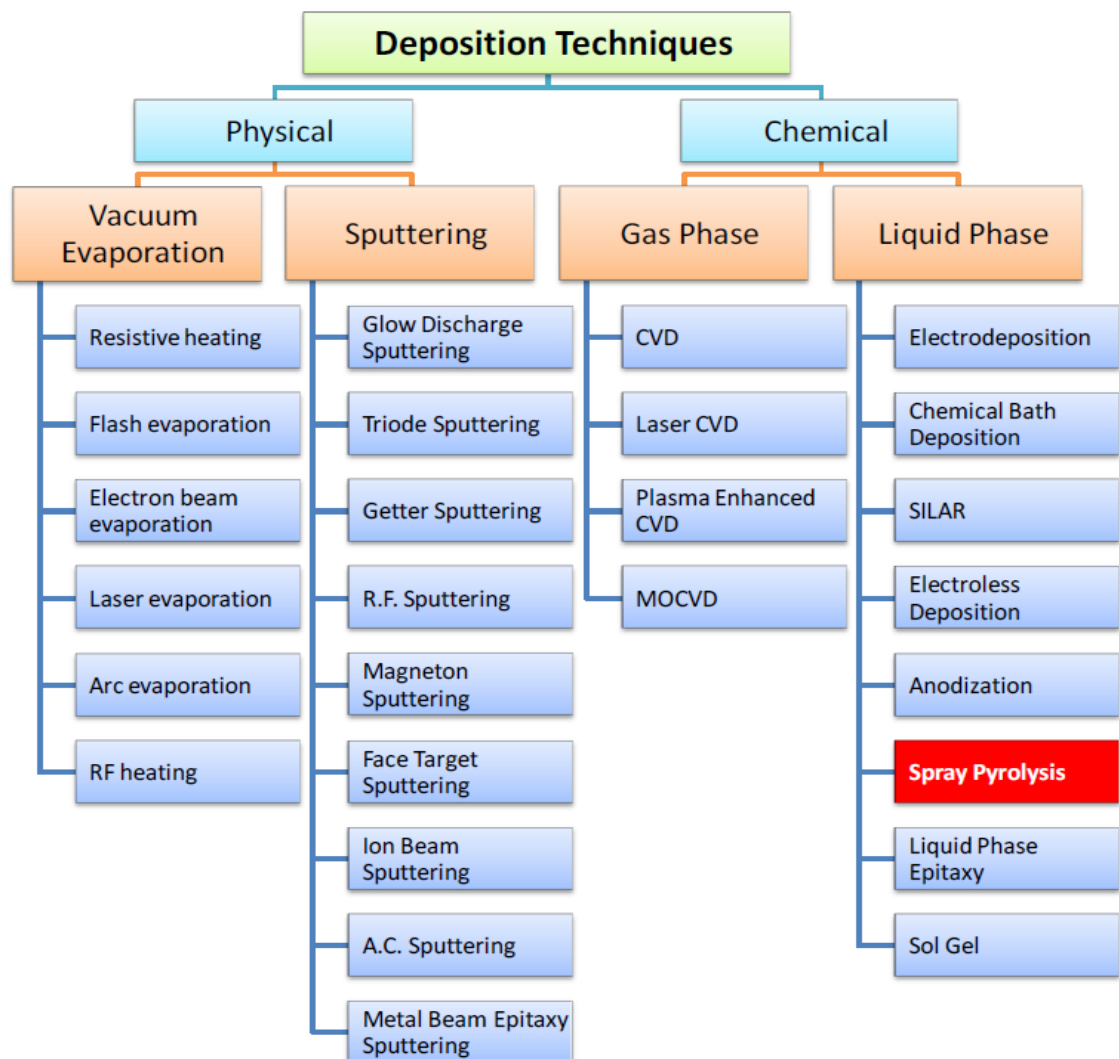 Deposition Techniques
Physical
Chemical
Vacuum
Evaporation
Sputtering
Gas Phase
Liquid Phase
Resistive heating
Flash evaporation
Electron beam
evaporation
Laser evaporation
Arc evaporation
RF heating
Glow Discharge
Sputtering
Triode Sputtering
Getter Sputtering
R.F. Sputtering
Magneton
Sputtering
Face Target
Sputtering
Ion Beam
Sputtering
A.C. Sputtering
Metal Beam Epitaxy
Sputtering
CVD
Laser CVD
Plasma Enhanced
CVD
MOCVD
Electrodeposition
Chemical Bath
Deposition
SILAR
Electroless
Deposition
Anodization
Spray Pyrolysis
Liquid Phase
Epitaxy
Sol Gel